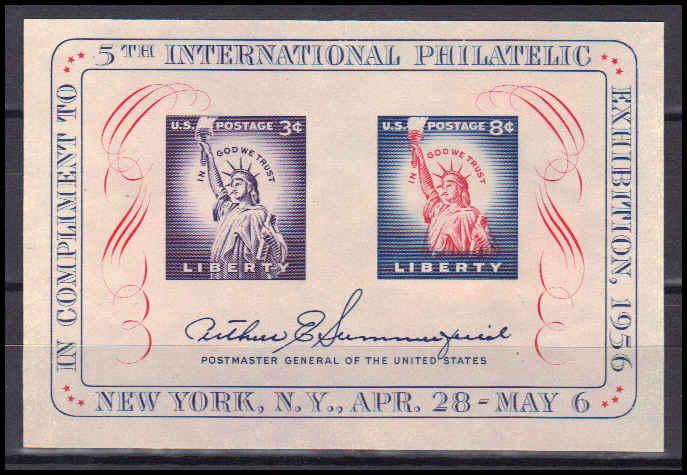 IN COMPLIMENT TO
5TH INTERNATIONAL PHILATELIC
EXHIBITION, 1956
U.S. POSTAGE 3¢
IN GOD WE TRUST
LIBERTY
U.S. POSTAGE 8¢
IN GOD WE TRUST
LIBERTY
Arthur E Summerfield
POSTMASTER GENERAL OF THE UNITED STATES
NEW YORK, N.Y., APR. 28 - MAY 6